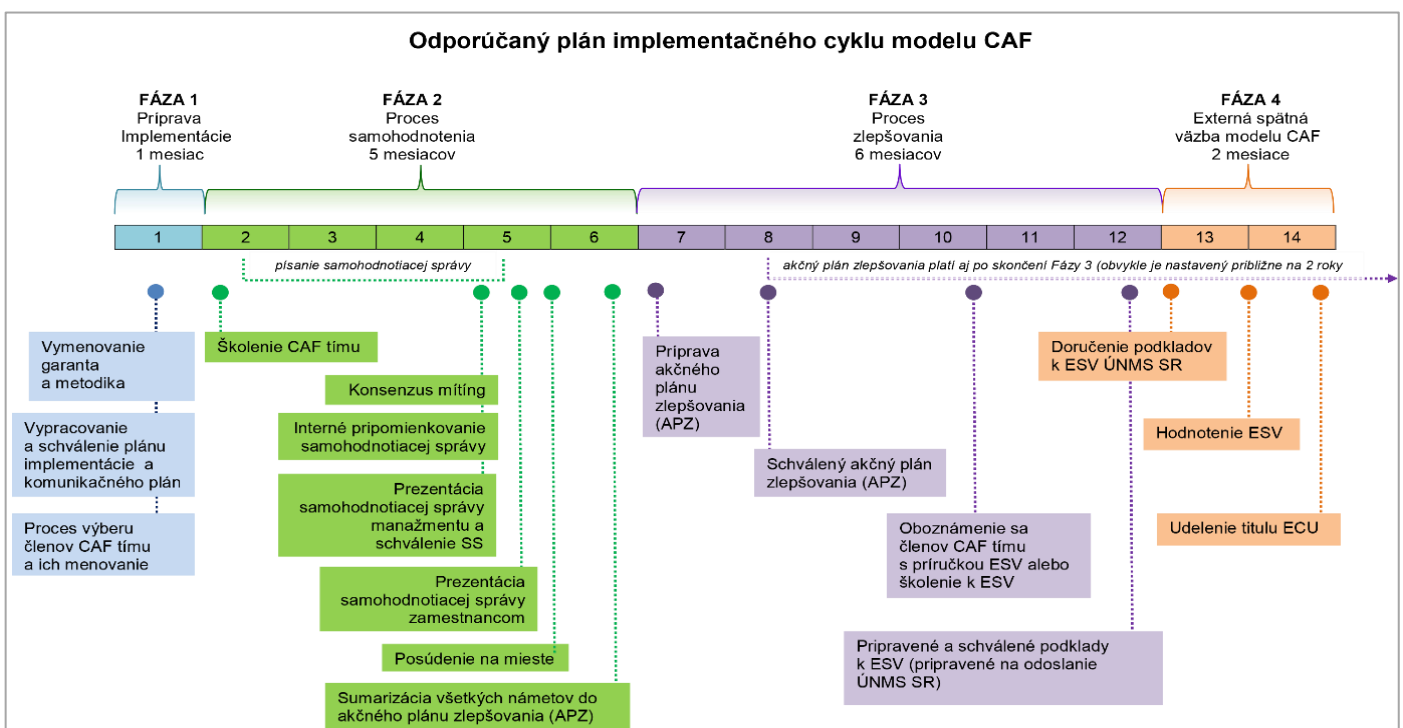 Odporúčaný plán implementačného cyklu modelu CAF
FÁZA 1
Príprava
Implementácie
1 mesiac
FÁZA 2
Proces
samohodnotenia
5 mesiacov
FÁZA 3
Proces
zlepšovania
6 mesiacov
FÁZA 4
Externá spätná
väzba modelu CAF
2 mesiace
1 2 3 4 5 6 7 8 9 10 11 12 13 14
písanie samohodnotiacej správy
akčný plán zlepšovania platí aj po skončení Fázy 3 (obvykle je nastavený približne na 2 roky
Vymenovanie
garanta
a metodika
Vypracovanie
a schválenie plánu
implementácie a
komunikačného plán
Proces výberu
členov CAF tímu
a ich menovanie
Školenie CAF tímu
Konsenzus míting
Interné pripomienkovanie
samohodnotiacej správy
Prezentácia
samohodnotiacej správy
manažmentu a
schválenie SS
Prezentácia
samohodnotiacej správy
zamestnancom
Posúdenie na mieste
Sumarizácia všetkých námetov do
akčného plánu zlepšovania (APZ)
Príprava
akčného
plánu
zlepšovania
(APZ)
Schválený akčný plán
zlepšovania (APZ)
Oboznámenie sa
členov CAF tímu
s príručkou ESV alebo
školenie k ESV
Pripravené a schválené podklady
k ESV (pripravené na odoslanie
ÚNMS SR)
Doručenie podkladov
k ESV ÚNMS SR
Hodnotenie ESV
Udelenie titulu ECU